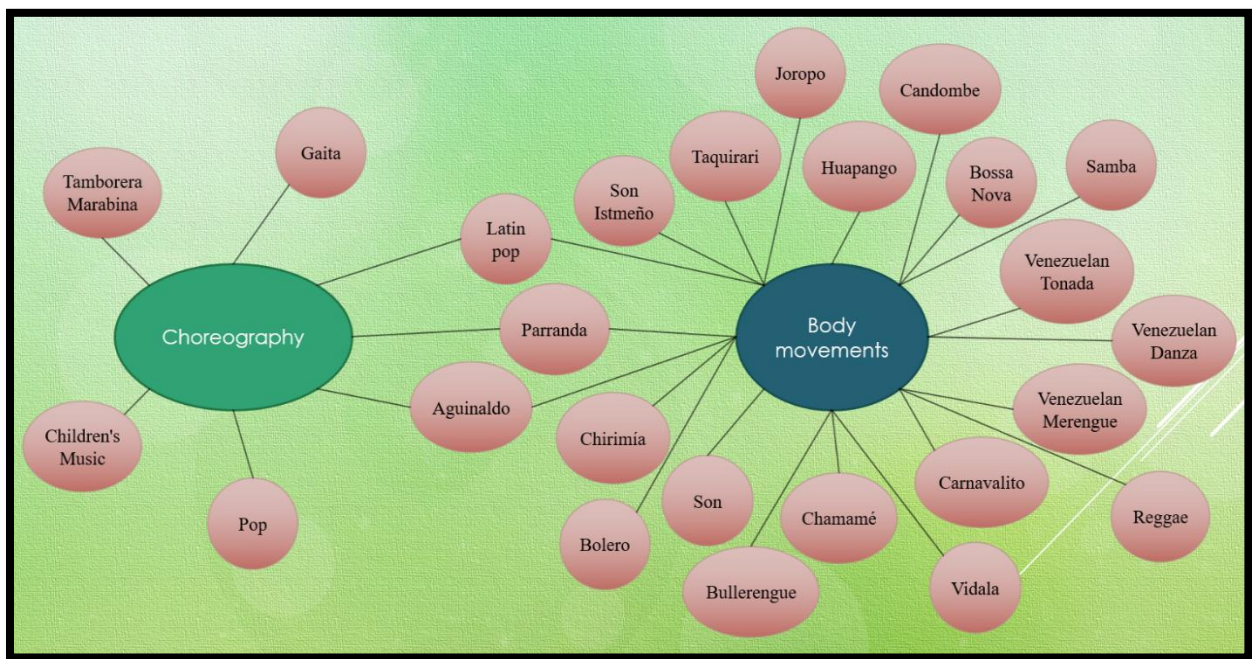 Joropo
Candombe
Gaita
Taquirari
Huapango
Bossa
Nova
Samba
Tamborera
Marabina
Son
Istmeño
Latin
pop
Venezuelan
Tonada
Choreography
Parranda
Body
movements
Venezuelan
Danza
Aguinaldo
Venezuelan
Merengue
Children's
Music
Chirimía
Carnavalito
Pop
Bolero
Son
Chamamé
Reggae
Bullerengue
Vidala